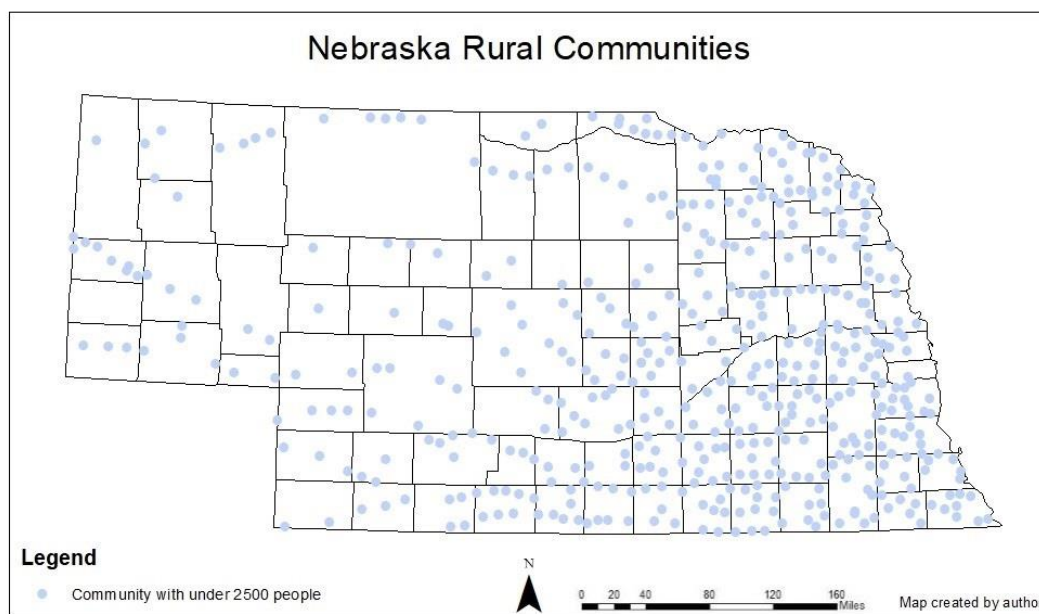 Nebraska Rural Communities
Legend
Community with under 2500 people
N
0 20 40 80 120 160
Miles
Map created by autho